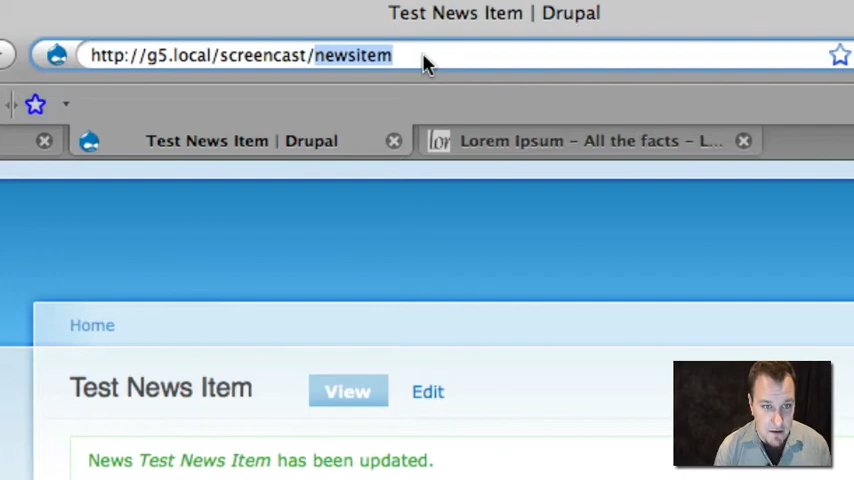 Test News Item | Drupal
http://g5.local/screencast/newsitem
Test News Item | Drupal
lor Lorem Ipsum – All the facts – L...
Home
Test News Item View Edit
News Test News Item has been updated.